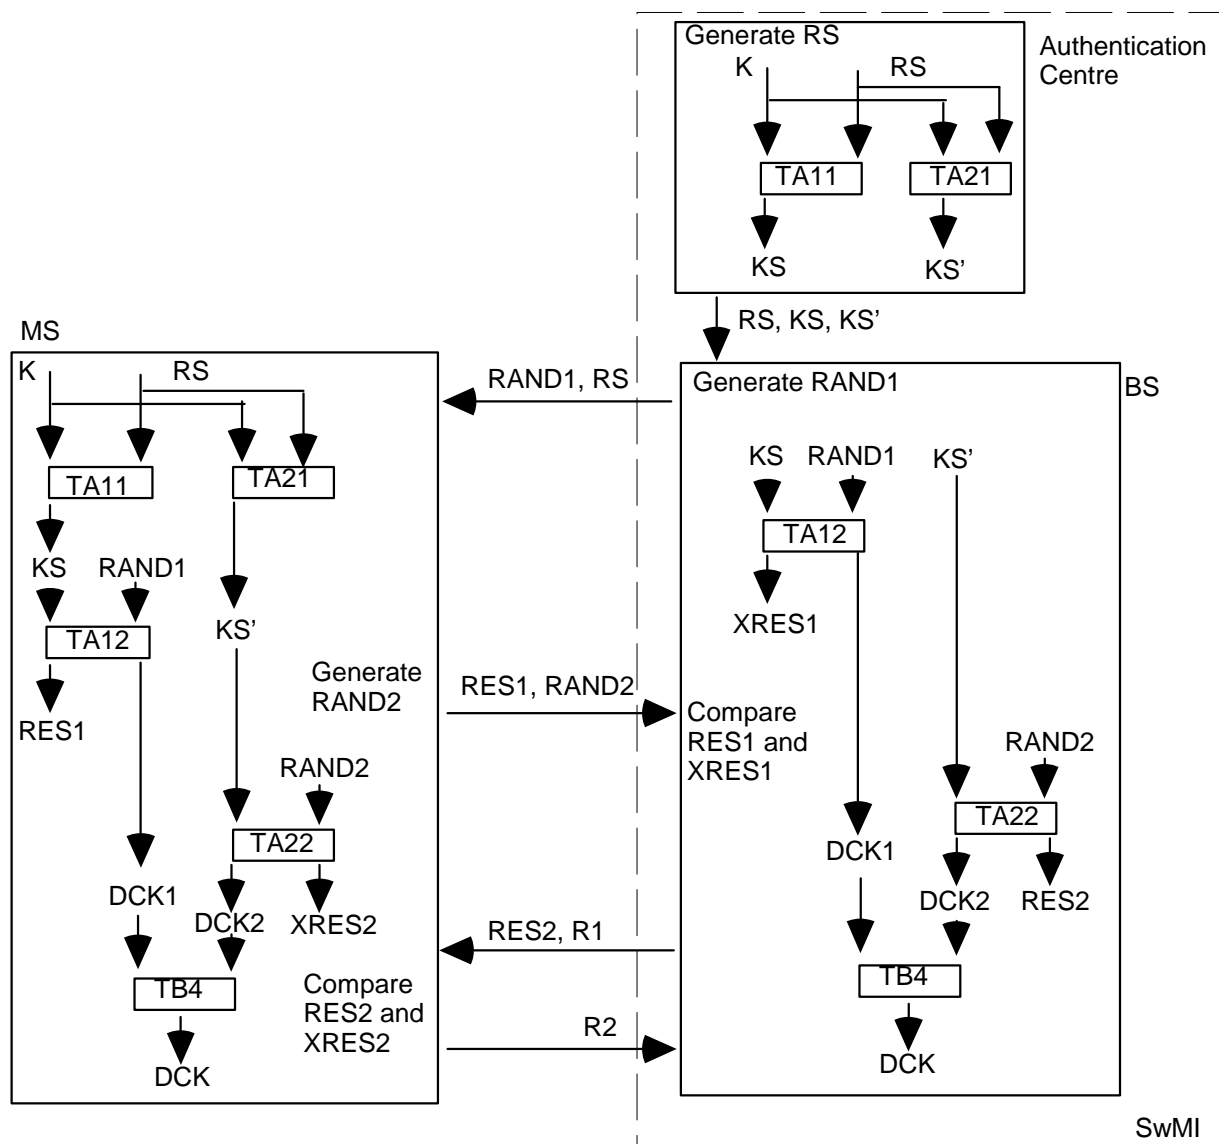 Generate RS
Authentication
Centre
K
RS
TA11
TA21
KS
KS’
RS, KS, KS’
MS
K
RS
TA11
TA21
KS
RAND1
TA12
KS’
RES1
Generate
RAND2
RAND2
TA22
DCK1
DCK2
XRES2
TB4
Compare
RES2 and
XRES2
DCK
RAND1, RS
RES1, RAND2
RES2, R1
R2
Generate RAND1
BS
KS
RAND1
KS’
TA12
XRES1
Compare
RES1 and
XRES1
RAND2
TA22
DCK1
DCK2
RES2
TB4
DCK
SwMI